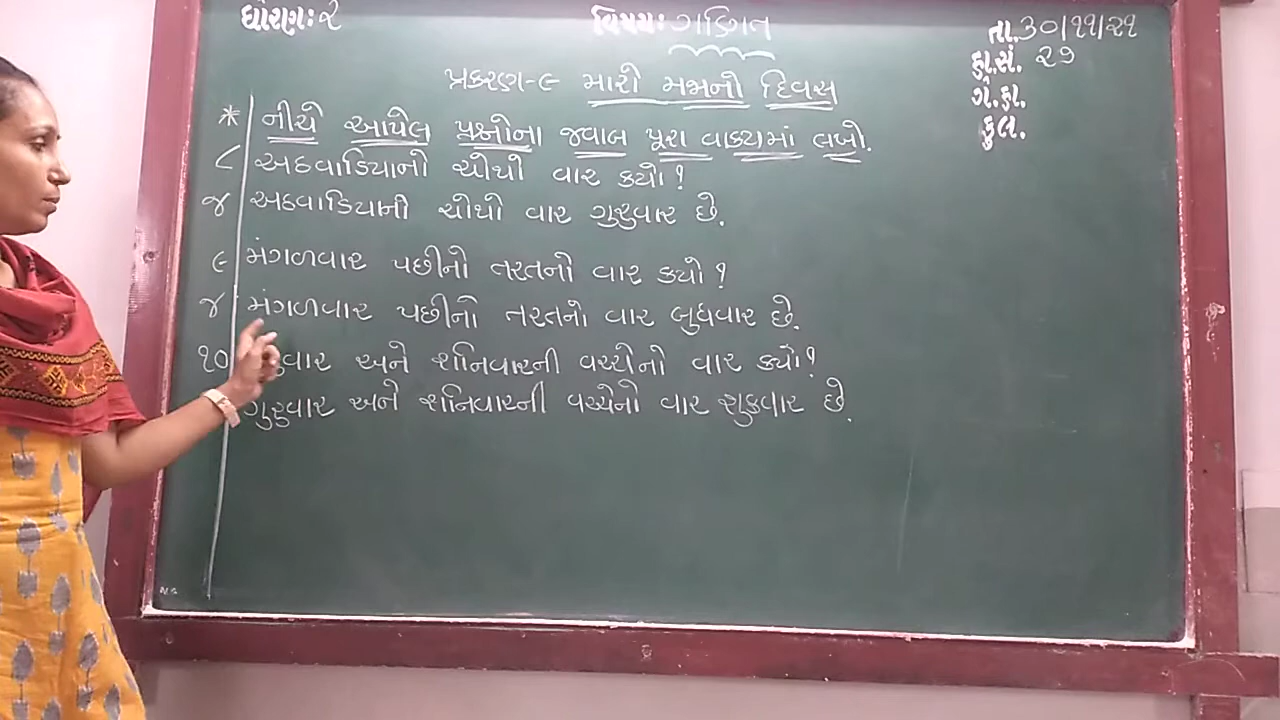 ધોરણ: ૨
વિષય: ગણિત
તા. ૩૦/૧૧/૨૧
હા.સં. ૨૭
ગે.હા.
કુલ.
પ્રકરણ-૯ મારો મજાનો દિવસ
* નીચે આપેલ પ્રશ્નોના જવાબ પૂરા વાક્યમાં લખો.
૮ અઠવાડિયાનો ચોથો વાર કયો?
જ અઠવાડિયાની ચોથો વાર ગુરુવાર છે.
૯ મંગળવાર પછીનો તરતનો વાર કયો?
જ મંગળવાર પછીનો તરતનો વાર બુધવાર છે.
૧૦ અને શનિવારની વચ્ચેનો વાર કયો?
ગુરુવાર અને શનિવારની વચ્ચેનો વાર શુક્રવાર છે.